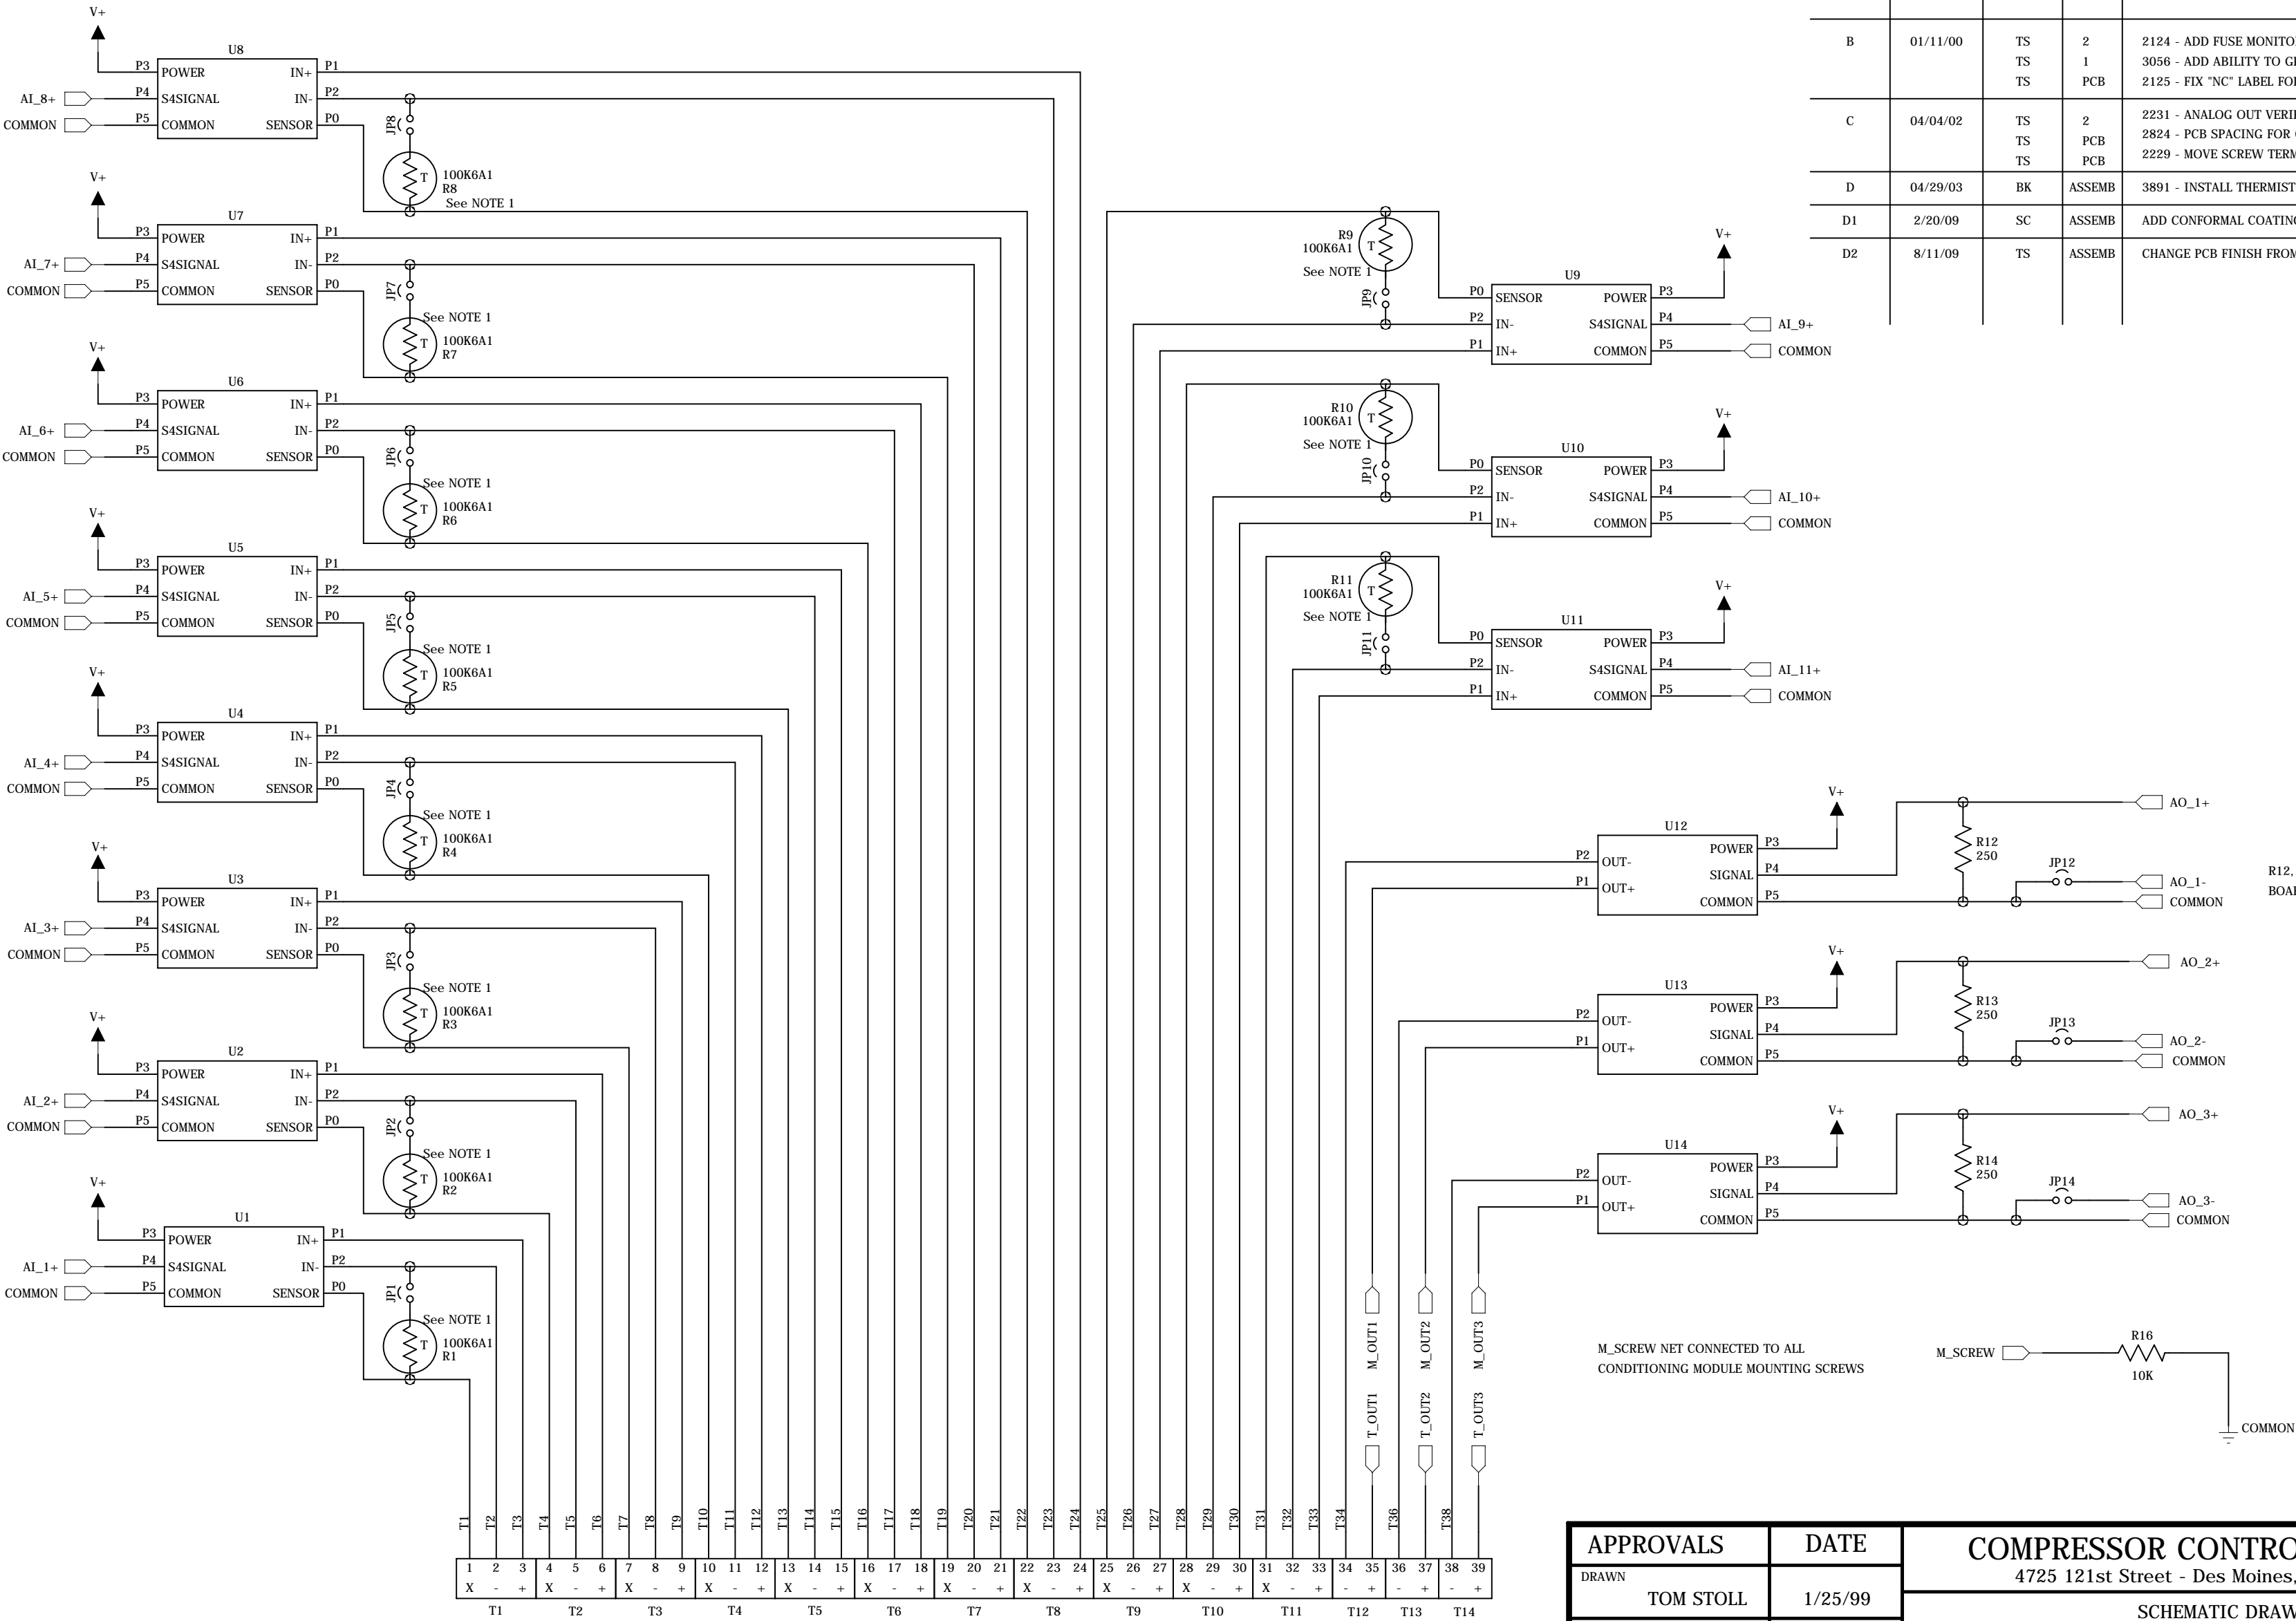 V+
U8
P3 POWER IN+ P1
AI_8+ P4 S4SIGNAL IN- P2
COMMON P5 COMMON SENSOR P0
JP8
T 100K6A1
R8
See NOTE 1
V+
U7
P3 POWER IN+ P1
AI_7+ P4 S4SIGNAL IN- P2
COMMON P5 COMMON SENSOR P0
JP7
See NOTE 1
T 100K6A1
R7
V+
U6
P3 POWER IN+ P1
AI_6+ P4 S4SIGNAL IN- P2
COMMON P5 COMMON SENSOR P0
JP6
See NOTE 1
T 100K6A1
R6
V+
U5
P3 POWER IN+ P1
AI_5+ P4 S4SIGNAL IN- P2
COMMON P5 COMMON SENSOR P0
JP5
See NOTE 1
T 100K6A1
R5
V+
U4
P3 POWER IN+ P1
AI_4+ P4 S4SIGNAL IN- P2
COMMON P5 COMMON SENSOR P0
JP4
See NOTE 1
T 100K6A1
R4
V+
U3
P3 POWER IN+ P1
AI_3+ P4 S4SIGNAL IN- P2
COMMON P5 COMMON SENSOR P0
JP3
See NOTE 1
T 100K6A1
R3
V+
U2
P3 POWER IN+ P1
AI_2+ P4 S4SIGNAL IN- P2
COMMON P5 COMMON SENSOR P0
JP2
See NOTE 1
T 100K6A1
R2
V+
U1
P3 POWER IN+ P1
AI_1+ P4 S4SIGNAL IN- P2
COMMON P5 COMMON SENSOR P0
JP1
See NOTE 1
T 100K6A1
R1
B 01/11/00 TS 2 2124 - ADD FUSE MONITO
TS 1 3056 - ADD ABILITY TO G
TS PCB 2125 - FIX "NC" LABEL FO
C 04/04/02 TS 2 2231 - ANALOG OUT VERI
TS PCB 2824 - PCB SPACING FOR
TS PCB 2229 - MOVE SCREW TERM
D 04/29/03 BK ASSEMB 3891 - INSTALL THERMIST
D1 2/20/09 SC ASSEMB ADD CONFORMAL COATIN
D2 8/11/09 TS ASSEMB CHANGE PCB FINISH FROM
R9
100K6A1 T
See NOTE 1
JP9
V+
U9
P0 SENSOR POWER P3
P2 IN- S4SIGNAL P4 AI_9+
P1 IN+ COMMON P5 COMMON
R10
100K6A1 T
See NOTE 1
JP10
V+
U10
P0 SENSOR POWER P3
P2 IN- S4SIGNAL P4 AI_10+
P1 IN+ COMMON P5 COMMON
R11
100K6A1 T
See NOTE 1
JP11
V+
U11
P0 SENSOR POWER P3
P2 IN- S4SIGNAL P4 AI_11+
P1 IN+ COMMON P5 COMMON
V+
U12
P2 OUT- POWER P3
P1 OUT+ SIGNAL P4
COMMON P5
AO_1+
R12
250
JP12
AO_1-
COMMON
R12,
BOA
V+
U13
P2 OUT- POWER P3
P1 OUT+ SIGNAL P4
COMMON P5
AO_2+
R13
250
JP13
AO_2-
COMMON
V+
U14
P2 OUT- POWER P3
P1 OUT+ SIGNAL P4
COMMON P5
AO_3+
R14
250
JP14
AO_3-
COMMON
M_OUT1 M_OUT2 M_OUT3
T_OUT1 T_OUT2 T_OUT3
M_SCREW NET CONNECTED TO ALL
CONDITIONING MODULE MOUNTING SCREWS
M_SCREW
R16
10K
COMMON
T1 T2 T3 T4 T5 T6 T7 T8 T9 T10 T11 T12 T13 T14 T15 T16 T17 T18 T19 T20 T21 T22 T23 T24 T25 T26 T27 T28 T29 T30 T31 T32 T33 T34 T36 T38
1 2 3 4 5 6 7 8 9 10 11 12 13 14 15 16 17 18 19 20 21 22 23 24 25 26 27 28 29 30 31 32 33 34 35 36 37 38 39
X - + X - + X - + X - + X - + X - + X - + X - + X - + X - + X - + - + - + - +
T1 T2 T3 T4 T5 T6 T7 T8 T9 T10 T11 T12 T13 T14
APPROVALS DATE
COMPRESSOR CONTRO
4725 121st Street - Des Moines,
DRAWN
TOM STOLL 1/25/99
SCHEMATIC DRAW